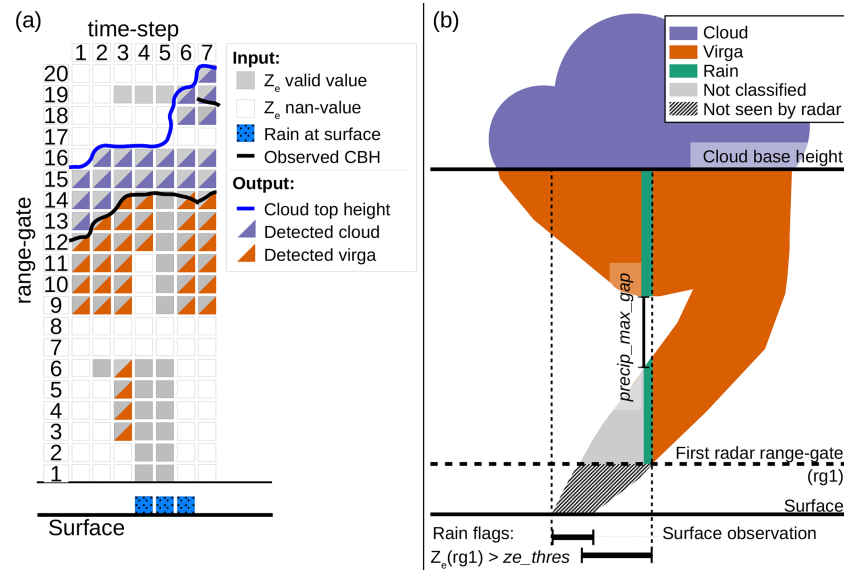 (a)
time-step
1 2 3 4 5 6 7
20
19
18
17
16
15
14
13
12
11
10
9
8
7
6
5
4
3
2
1
range-gate
Surface
Input:
Ze valid value
Ze nan-value
Rain at surface
Observed CBH
Output:
Cloud top height
Detected cloud
Detected virga
(b)
Cloud
Virga
Rain
Not classified
Not seen by radar
Cloud base height
precip_max_gap
First radar range-gate
(rg1)
Surface
Rain flags:
Surface observation
Ze(rg1) > ze_thres